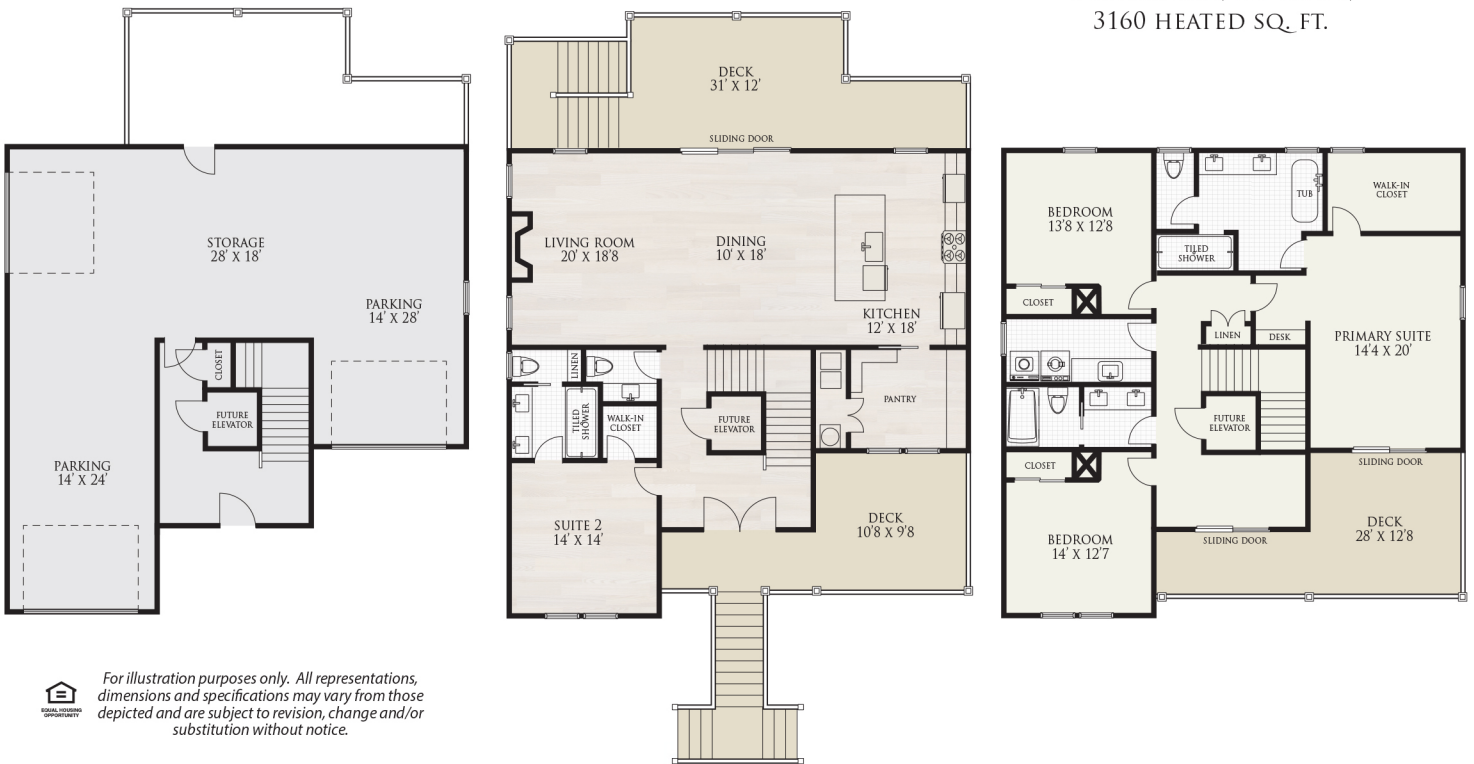 3160 HEATED SQ. FT.
STORAGE
28' X 18'
PARKING
14' X 28'
CLOSET
FUTURE
ELEVATOR
PARKING
14' X 24'
DECK
31' X 12'
SLIDING DOOR
LIVING ROOM
20' X 18'8
DINING
10' X 18'
KITCHEN
12' X 18'
LINEN
TILED
SHOWER
WALK-IN
CLOSET
FUTURE
ELEVATOR
PANTRY
SUITE 2
14' X 14'
DECK
10'8 X 9'8
BEDROOM
13'8 X 12'8
TUB
WALK-IN
CLOSET
TILED
SHOWER
CLOSET
LINEN
DESK
PRIMARY SUITE
14'4 X 20'
FUTURE
ELEVATOR
CLOSET
SLIDING DOOR
BEDROOM
14' X 12'7
SLIDING DOOR
DECK
28' X 12'8
EQUAL HOUSING
OPPORTUNITY
For illustration purposes only. All representations,
dimensions and specifications may vary from those
depicted and are subject to revision, change and/or
substitution without notice.